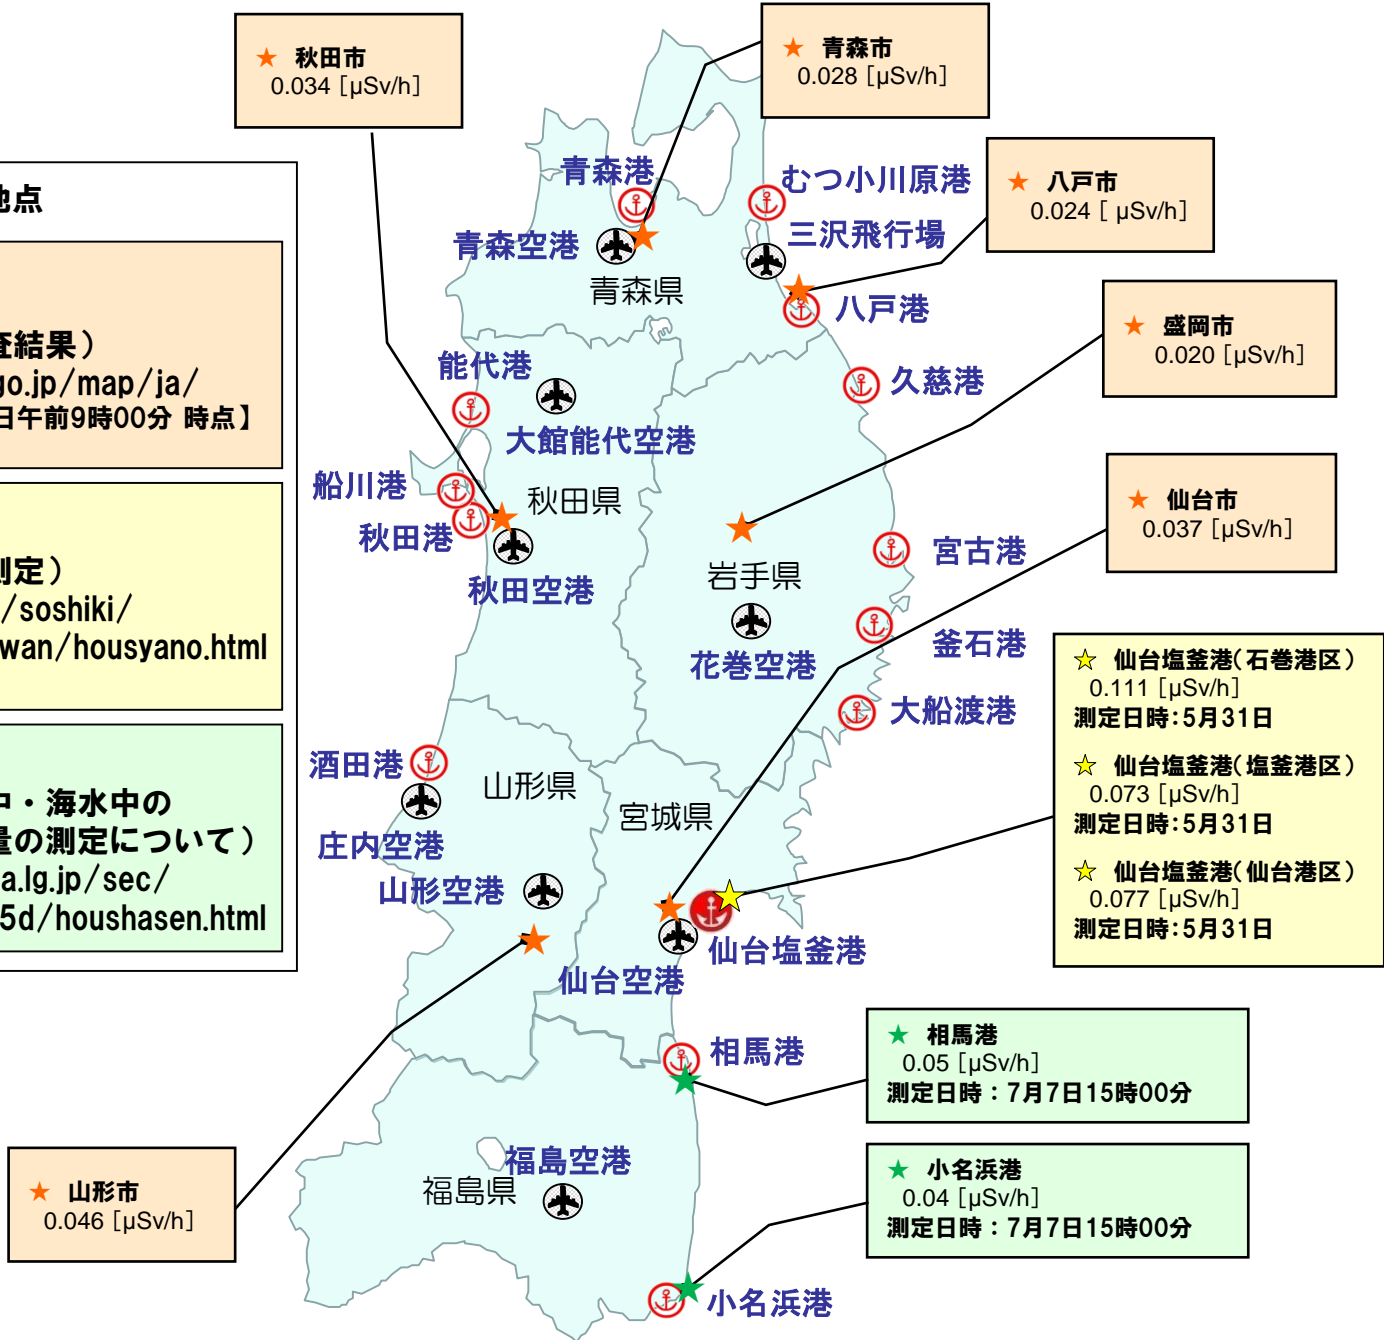 ★ 秋田市
0.034 [μSv/h]
★ 青森市
0.028 [μSv/h]
★ 八戸市
0.024 [ μSv/h]
★ 盛岡市
0.020 [μSv/h]
★ 仙台市
0.037 [μSv/h]
☆ 仙台塩釜港(石巻港区)
0.111 [μSv/h]
測定日時:5月31日
☆ 仙台塩釜港(塩釜港区)
0.073 [μSv/h]
測定日時:5月31日
☆ 仙台塩釜港(仙台港区)
0.077 [μSv/h]
測定日時:5月31日
★ 相馬港
0.05 [μSv/h]
測定日時：7月7日15時00分
★ 小名浜港
0.04 [μSv/h]
測定日時：7月7日15時00分
★ 山形市
0.046 [μSv/h]
地点
査結果)
go.jp/map/ja/
日午前9時00分 時点】
測定)
/soshiki/
wan/housyano.html
中・海水中の
量の測定について)
a.lg.jp/sec/
5d/houshasen.html
青森港
むつ小川原港
青森空港
三沢飛行場
青森県
八戸港
能代港
久慈港
大館能代空港
船川港
秋田県
秋田港
宮古港
秋田空港
岩手県
釜石港
花巻空港
大船渡港
酒田港
山形県
宮城県
庄内空港
山形空港
仙台塩釜港
仙台空港
相馬港
福島空港
福島県
小名浜港